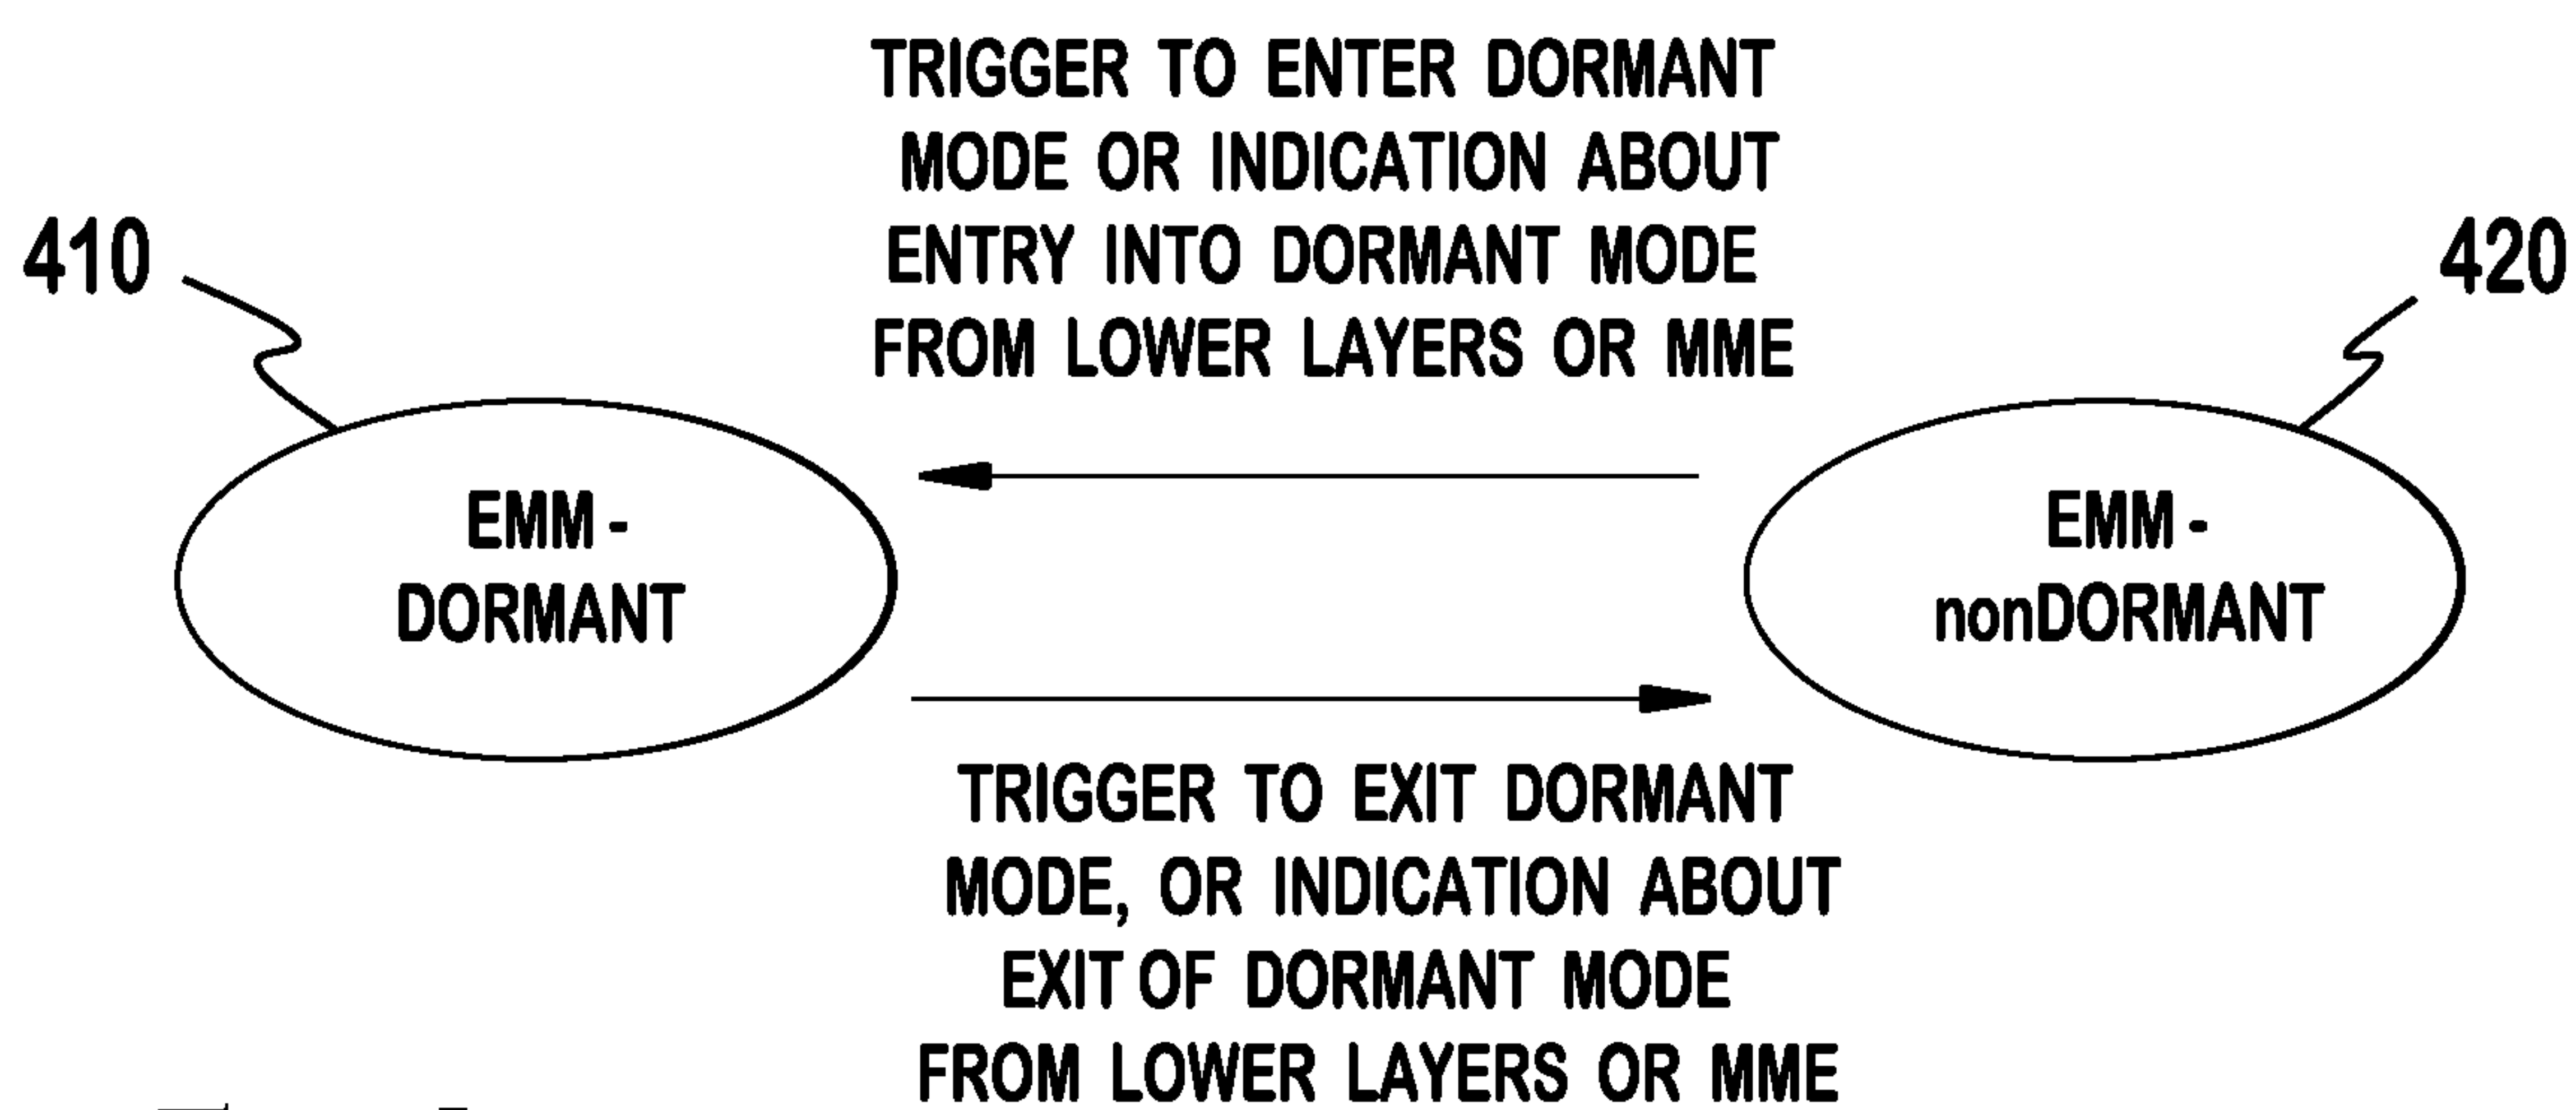 TRIGGER TO ENTER DORMANT
MODE OR INDICATION ABOUT
ENTRY INTO DORMANT MODE
FROM LOWER LAYERS OR MME
410
420
EMM -
DORMANT
EMM -
nonDORMANT
TRIGGER TO EXIT DORMANT
MODE, OR INDICATION ABOUT
EXIT OF DORMANT MODE
FROM LOWER LAYERS OR MME